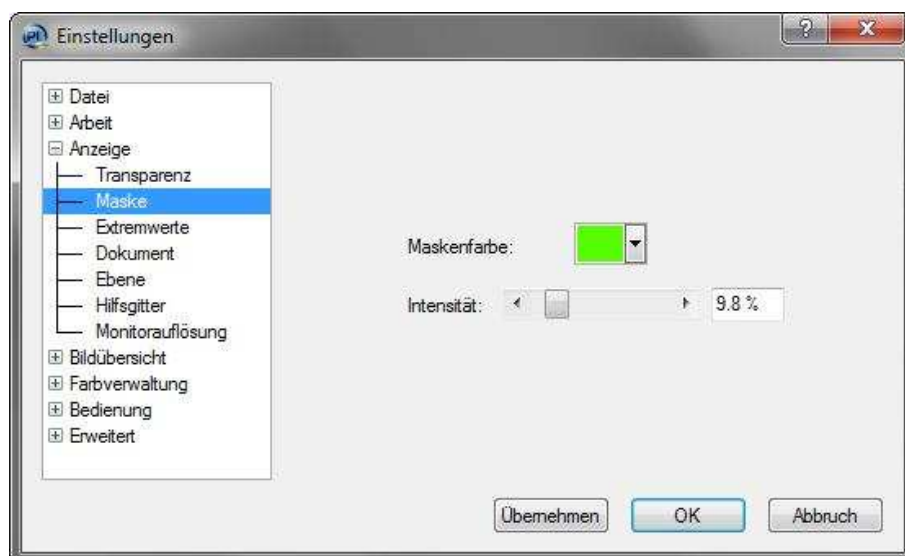 Einstellungen
Datei
Arbeit
Anzeige
Transparenz
Maske
Extremwerte
Dokument
Ebene
Hilfsgitter
Monitorauflösung
Bildübersicht
Farbverwaltung
Bedienung
Erweitert
Maskenfarbe:
Intensität: 9.8 %
Übernehmen OK Abbruch